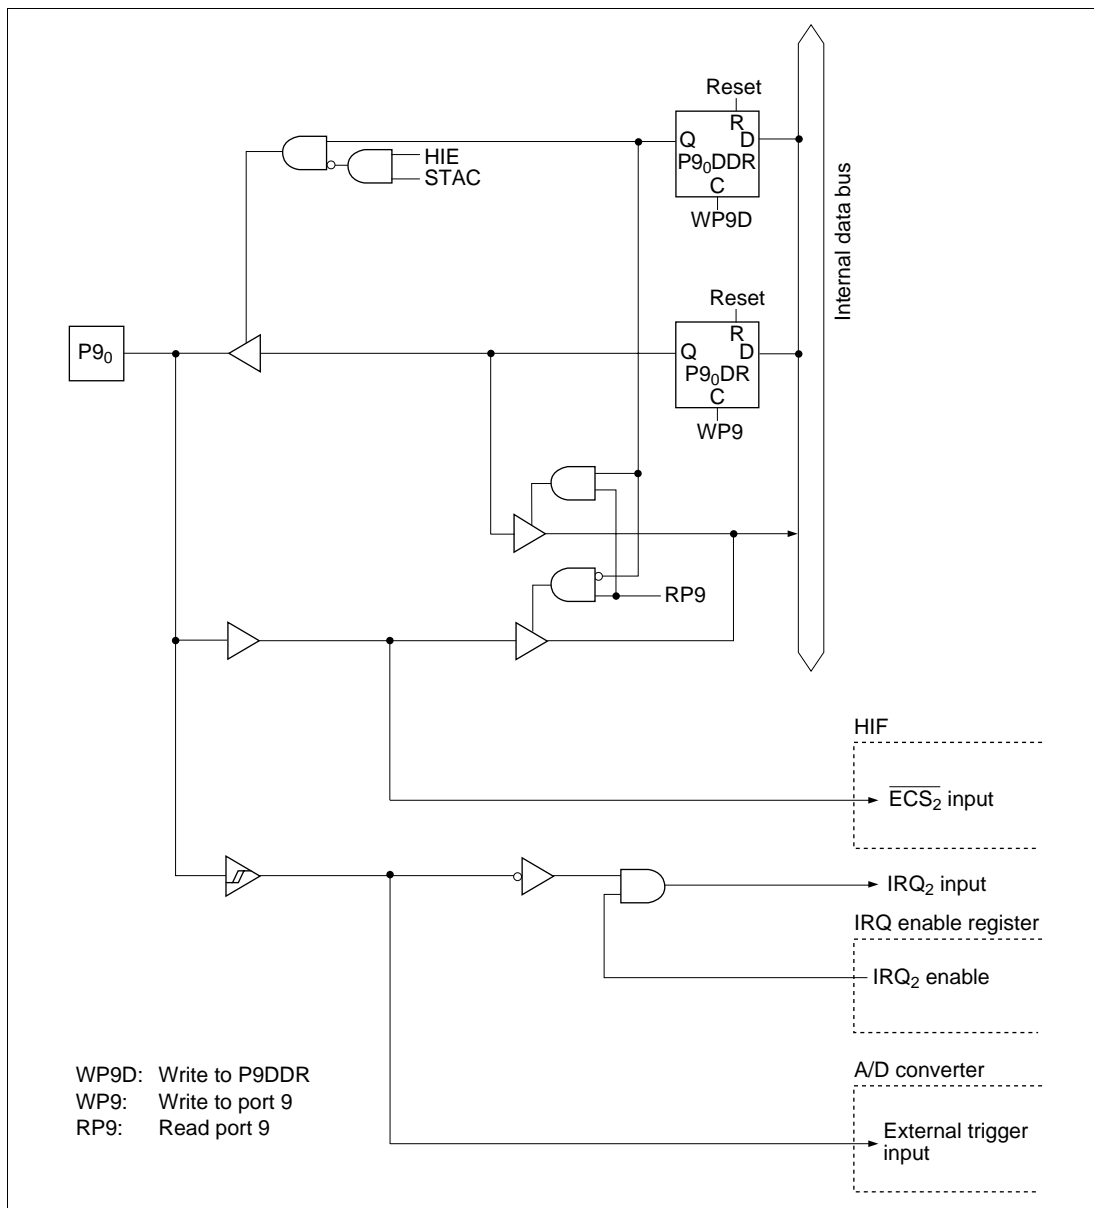 Reset
R
Q D
P9₀DDR
C
WP9D
HIE
STAC
Internal data bus
Reset
R
Q D
P9₀DR
C
WP9
P9₀
RP9
HIF
E̅C̅S̅₂̅ input
IRQ₂ input
IRQ enable register
IRQ₂ enable
A/D converter
External trigger
input
WP9D: Write to P9DDR
WP9: Write to port 9
RP9: Read port 9